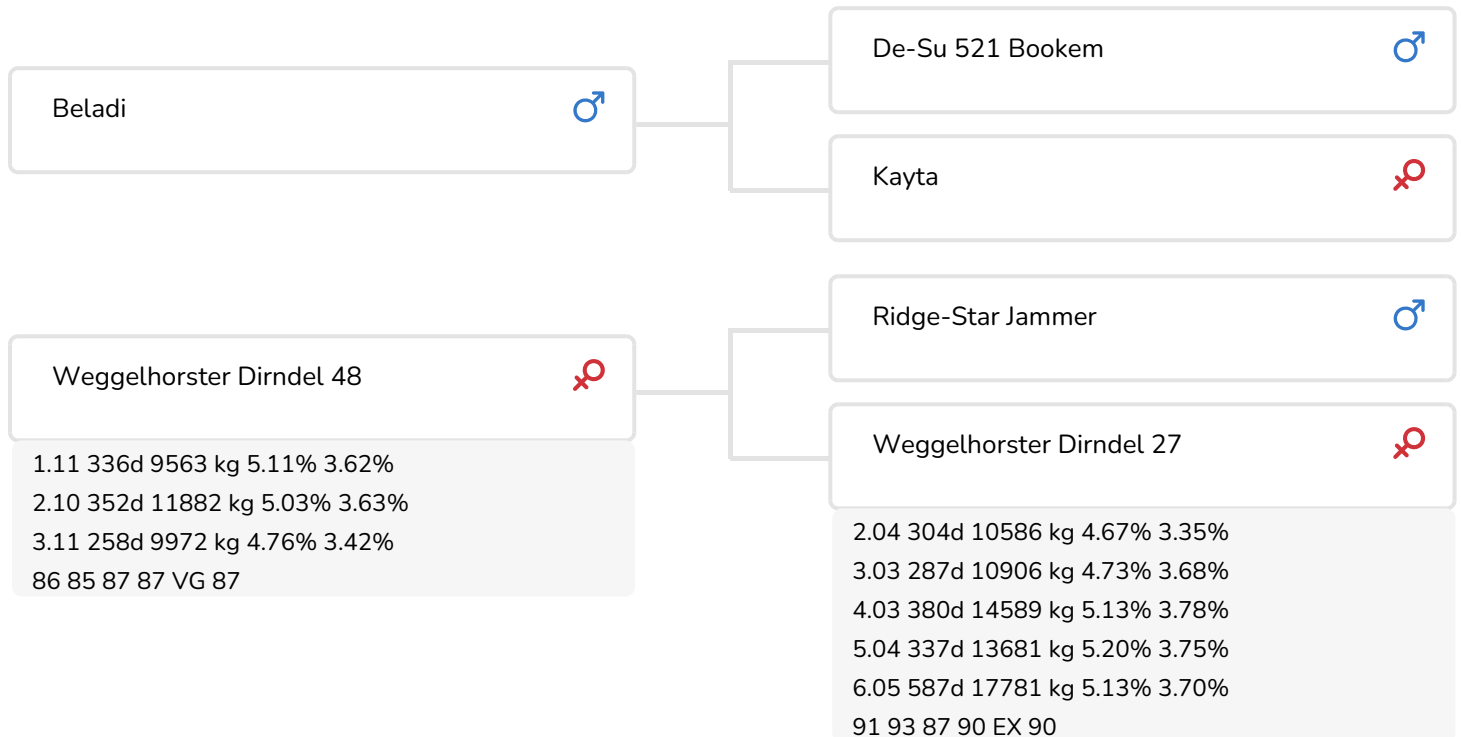 Beladi
Weggelhorster Dirndel 48
1.11 336d 9563 kg 5.11% 3.62%
2.10 352d 11882 kg 5.03% 3.63%
3.11 258d 9972 kg 4.76% 3.42%
86 85 87 87 VG 87
De-Su 521 Bookem
Kayta
Ridge-Star Jammer
Weggelhorster Dirndel 27
2.04 304d 10586 kg 4.67% 3.35%
3.03 287d 10906 kg 4.73% 3.68%
4.03 380d 14589 kg 5.13% 3.78%
5.04 337d 13681 kg 5.20% 3.75%
6.05 587d 17781 kg 5.13% 3.70%
91 93 87 90 EX 90